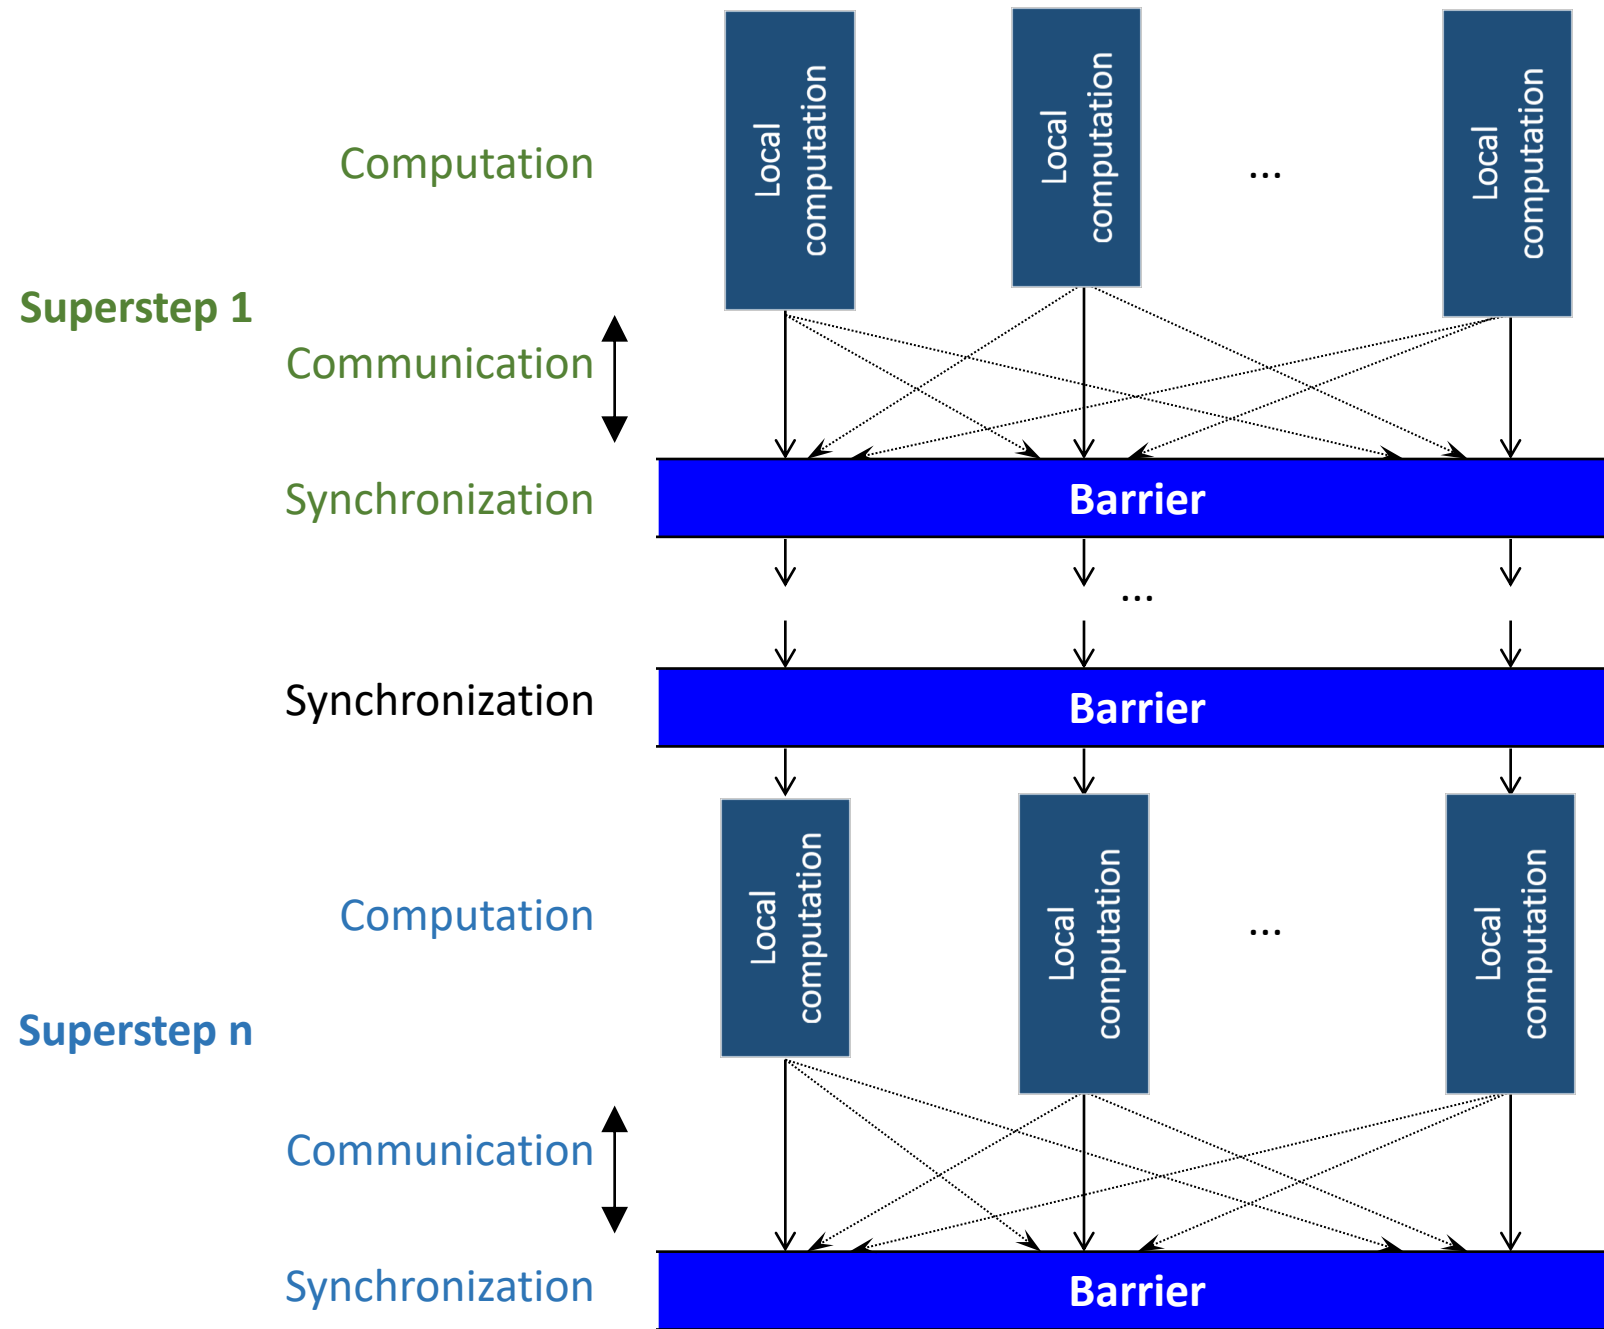 Computation
Local
computation
Local
computation
...
Local
computation
Superstep 1
Communication
Synchronization
Barrier
...
Synchronization
Barrier
Computation
Local
computation
Local
computation
...
Local
computation
Superstep n
Communication
Synchronization
Barrier